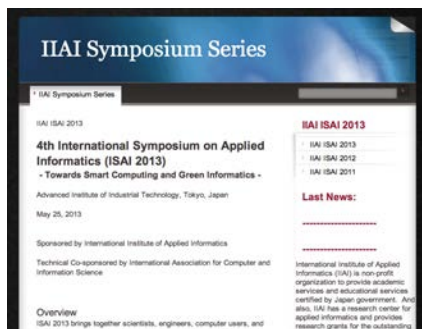 IIAI Symposium Series
IIAI Symposium Series
IIAI ISAI 2013
4th International Symposium on Applied
Informatics (ISAI 2013)
- Towards Smart Computing and Green Informatics -
Advanced Institute of Industrial Technology, Tokyo, Japan
May 25, 2013
Sponsored by International Institute of Applied Informatics
Technical Co-sponsored by International Association for Computer and
Information Science
Overview
ISAI 2013 brings together scientists, engineers, computer users, and
IIAI ISAI 2013
IIAI ISAI 2013
IIAI ISAI 2012
IIAI ISAI 2011
Last News:
---------------------
---------------------
International Institute of Applied
Informatics (IIAI) is non-profit
organization to provide academic
services and educational services
certified by Japan government. And
also, IIAI has a research center for
applied informatics and provides
research grants for the outstanding